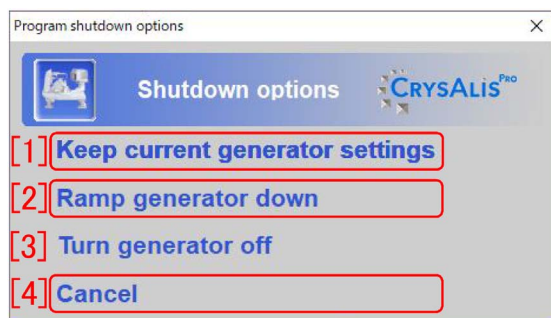 Program shutdown options
Shutdown options CRYSALIS PRO
[1] Keep current generator settings
[2] Ramp generator down
[3] Turn generator off
[4] Cancel